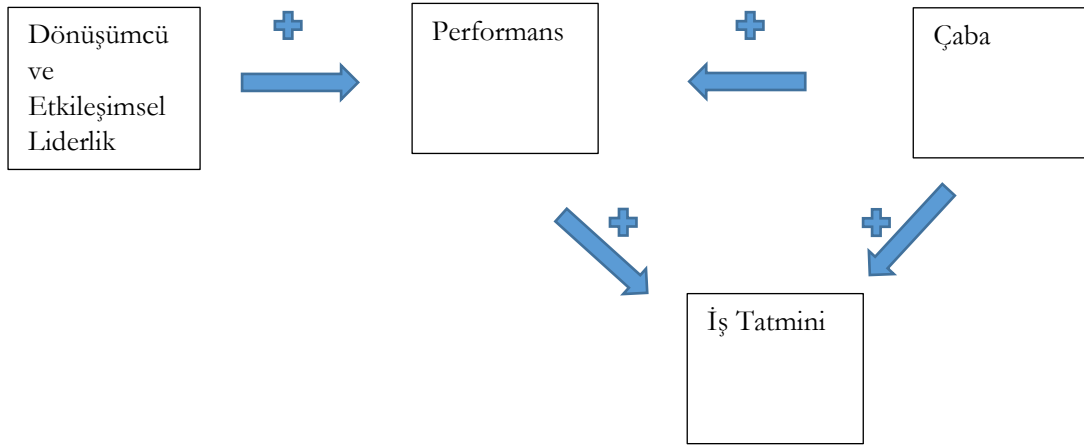 Dönüşümcü
ve
Etkileşimsel
Liderlik
Performans
Çaba
İş Tatmini